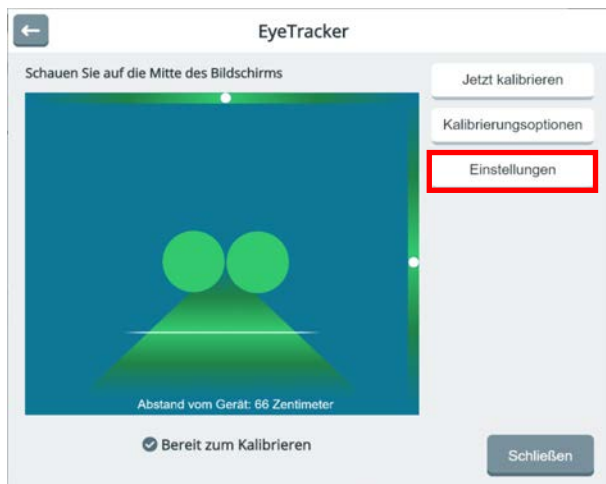 EyeTracker
Schauen Sie auf die Mitte des Bildschirms
Jetzt kalibrieren
Kalibrierungsoptionen
Einstellungen
Abstand vom Gerät: 66 Zentimeter
Bereit zum Kalibrieren
Schließen